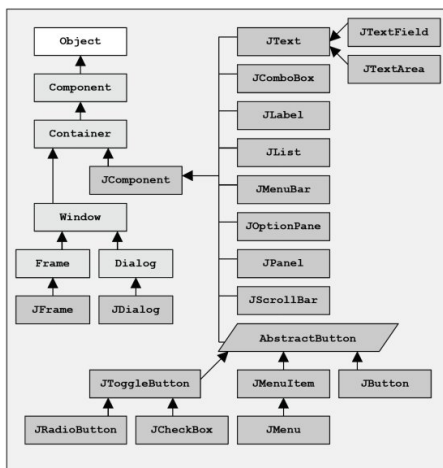 Object
Component
Container
JComponent
Window
Frame
Dialog
JFrame
JDialog
JText
JTextField
JTextArea
JComboBox
JLabel
JList
JMenuBar
JOptionPane
JPanel
JScrollBar
AbstractButton
JToggleButton
JMenuItem
JButton
JRadioButton
JCheckBox
JMenu